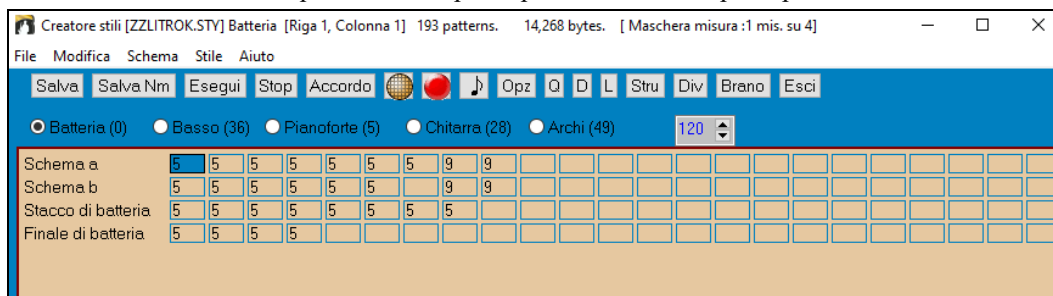 Creatore stili [ZZLITROK.STY] Batteria [Riga 1, Colonna 1] 193 patterns. 14,268 bytes. [ Maschera misura :1 mis. su 4]
File Modifica Schema Stile Aiuto
Salva Salva Nm Esegui Stop Accordo Opz Q D L Stru Div Brano Esci
Batteria (0) Basso (36) Pianoforte (5) Chitarra (28) Archi (49) 120
Schema a 5 5 5 5 5 5 5 9 9
Schema b 5 5 5 5 5 5 9 9
Stacco di batteria 5 5 5 5 5 5 5 5
Finale di batteria 5 5 5 5